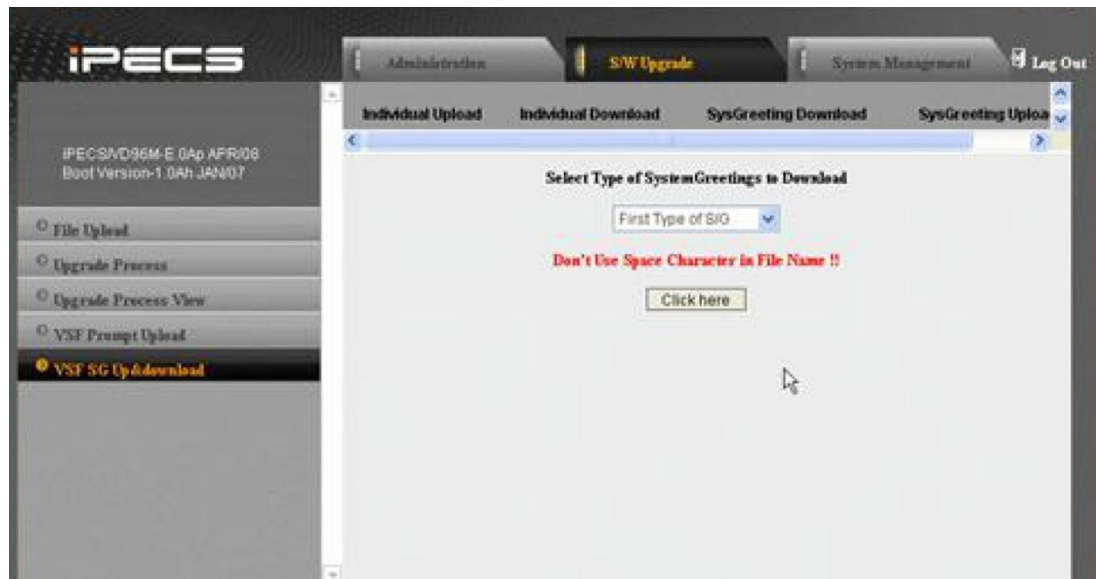 iPECS
Administration
S/W Upgrade
System Management
Log Out
Individual Upload
Individual Download
SysGreeting Download
SysGreeting Uploa
iPECS/VD96M-E.0Ap APR/08
Boot Version-1.0Ah JAN/07
File Upload
Upgrade Process
Upgrade Process View
VSF Prompt Upload
VSF SG Up&download
Select Type of SystemGreetings to Download
First Type of S/G
Don't Use Space Character in File Name !!
Click here